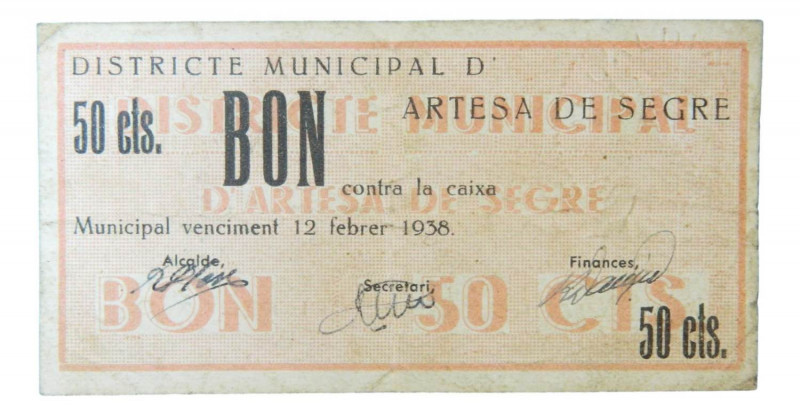 DISTRICTE MUNICIPAL D'
ARTESA DE SEGRE
50 cts. BON contra la caixa
Municipal venciment 12 febrer 1938.
Alcalde, Secretari, Finances,
DISTRICTE MUNICIPAL
D'ARTESA DE SEGRE
BON 50 CTS.
50 cts.